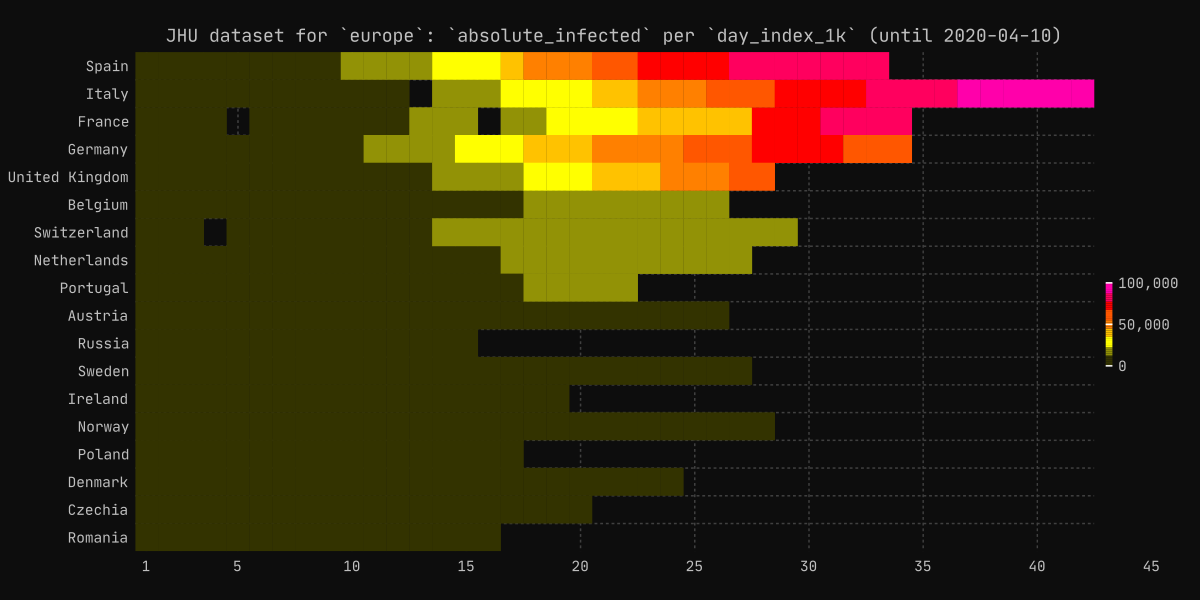 JHU dataset for `europe`: `absolute_infected` per `day_index_1k` (until 2020-04-10)
Spain
Italy
France
Germany
United Kingdom
Belgium
Switzerland
Netherlands
Portugal
Austria
Russia
Sweden
Ireland
Norway
Poland
Denmark
Czechia
Romania
1 5 10 15 20 25 30 35 40 45
100,000
50,000
0